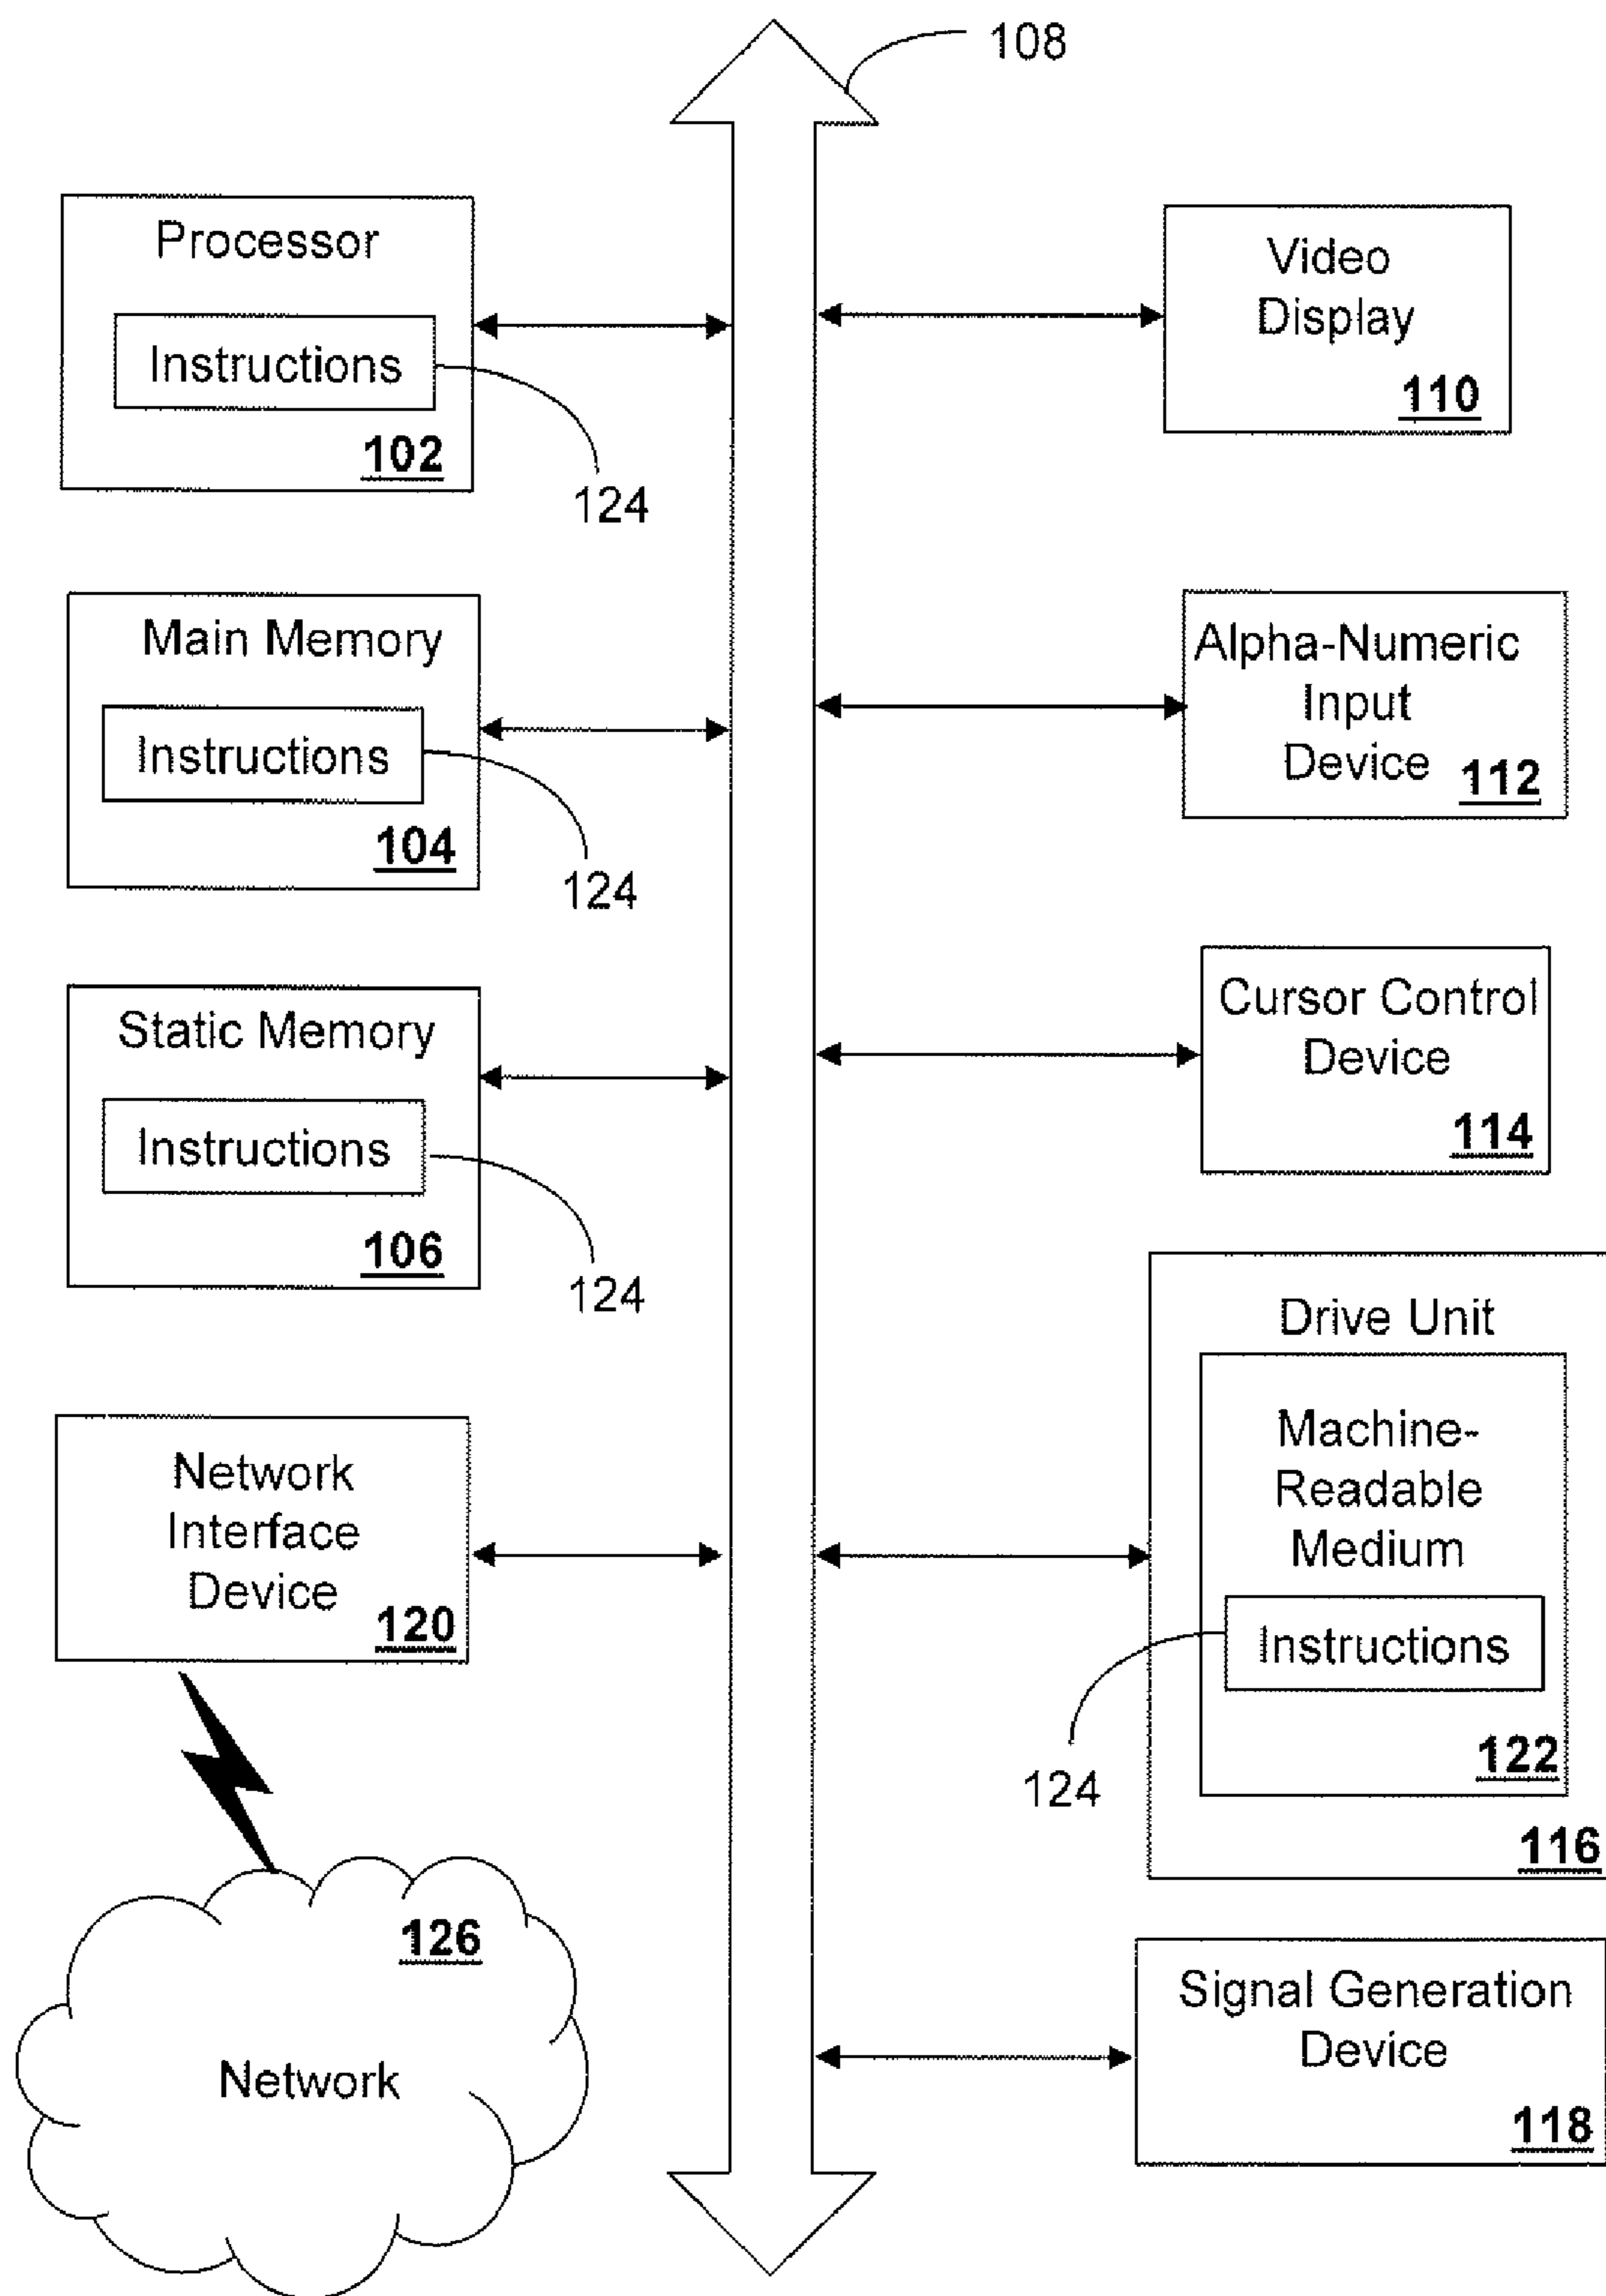 108
Processor
Instructions
102
124
Video
Display
110
Main Memory
Instructions
104
124
Alpha-Numeric
Input
Device
112
Static Memory
Instructions
106
124
Cursor Control
Device
114
Network
Interface
Device
120
Drive Unit
Machine-
Readable
Medium
Instructions
124
122
116
126
Network
Signal Generation
Device
118